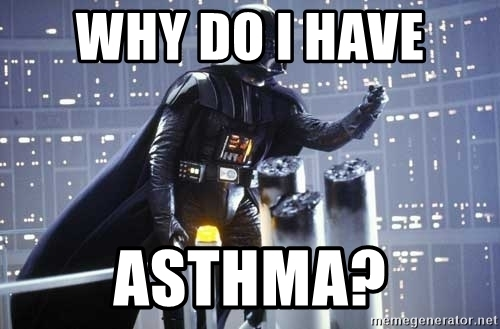 WHY DO I HAVE
ASTHMA?
memegenerator.net